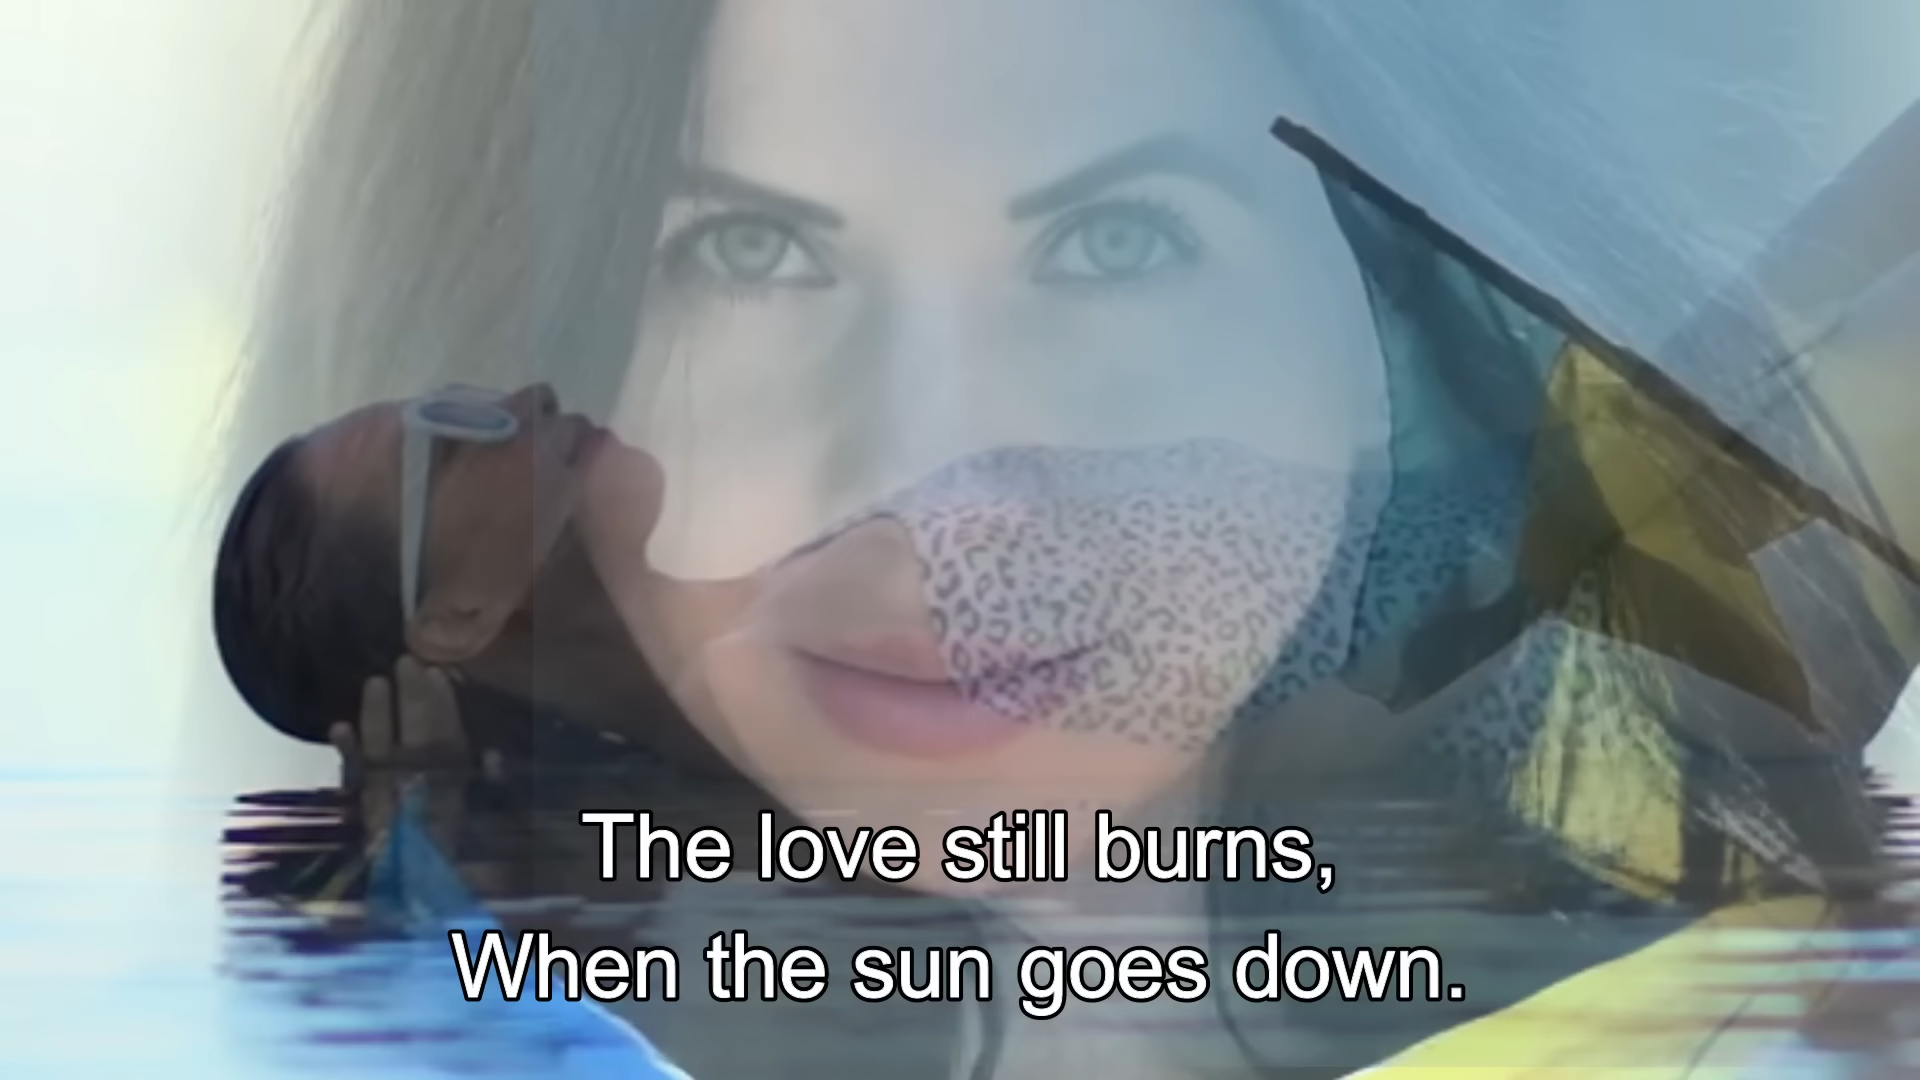 The love still burns,
When the sun goes down.